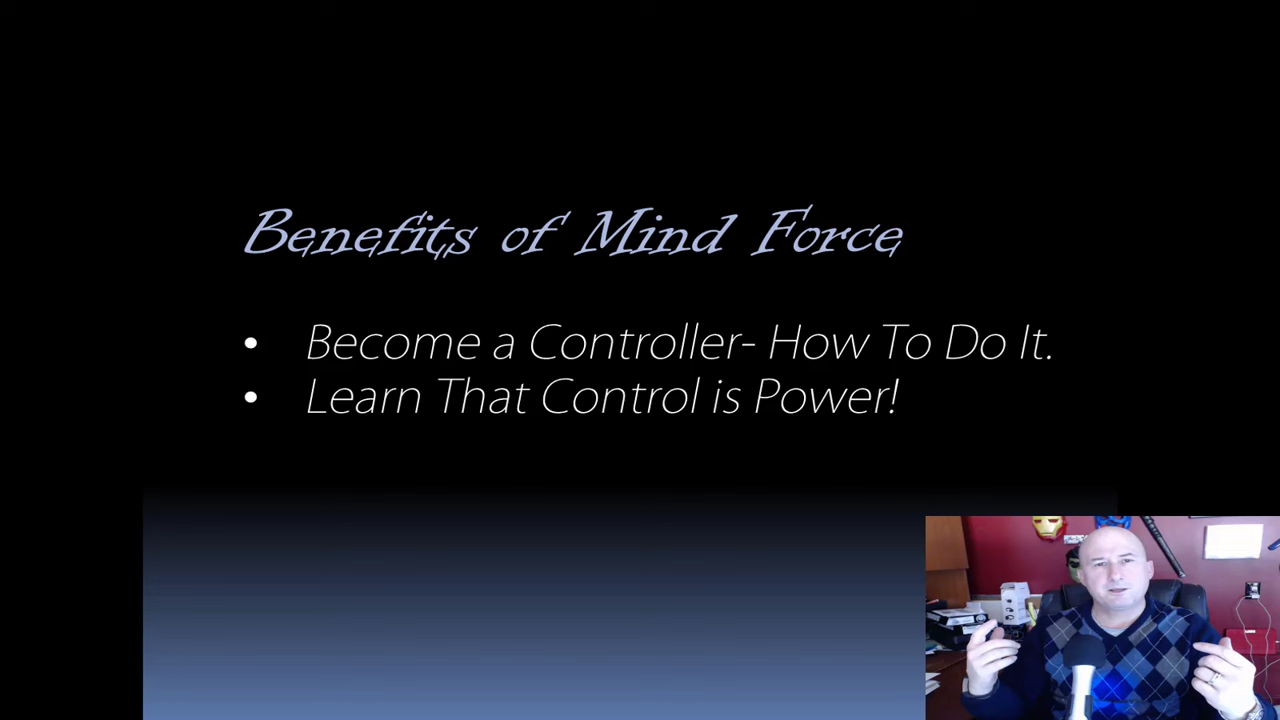 Benefits of Mind Force
• Become a Controller- How To Do It.
• Learn That Control is Power!